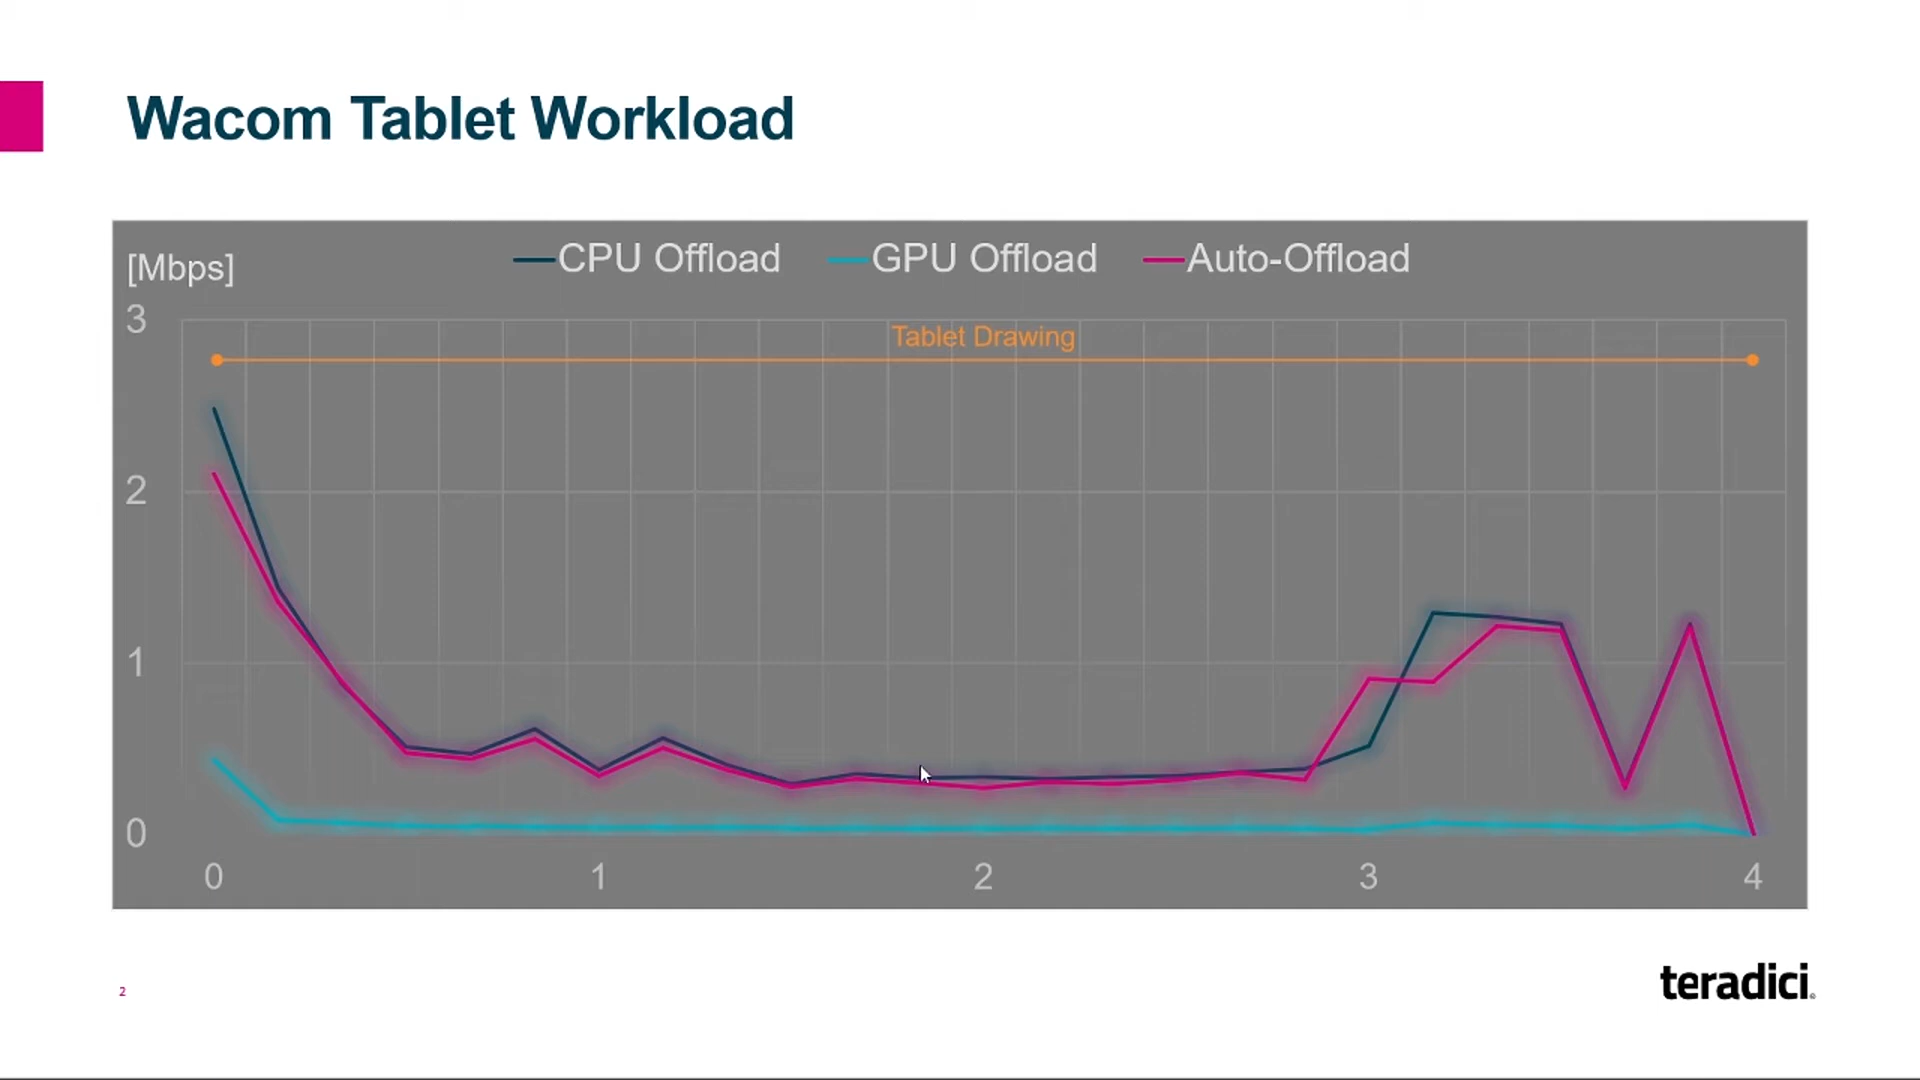 Wacom Tablet Workload
[Mbps]
CPU Offload GPU Offload Auto-Offload
3
Tablet Drawing
2
1
0
0 1 2 3 4
2
teradici